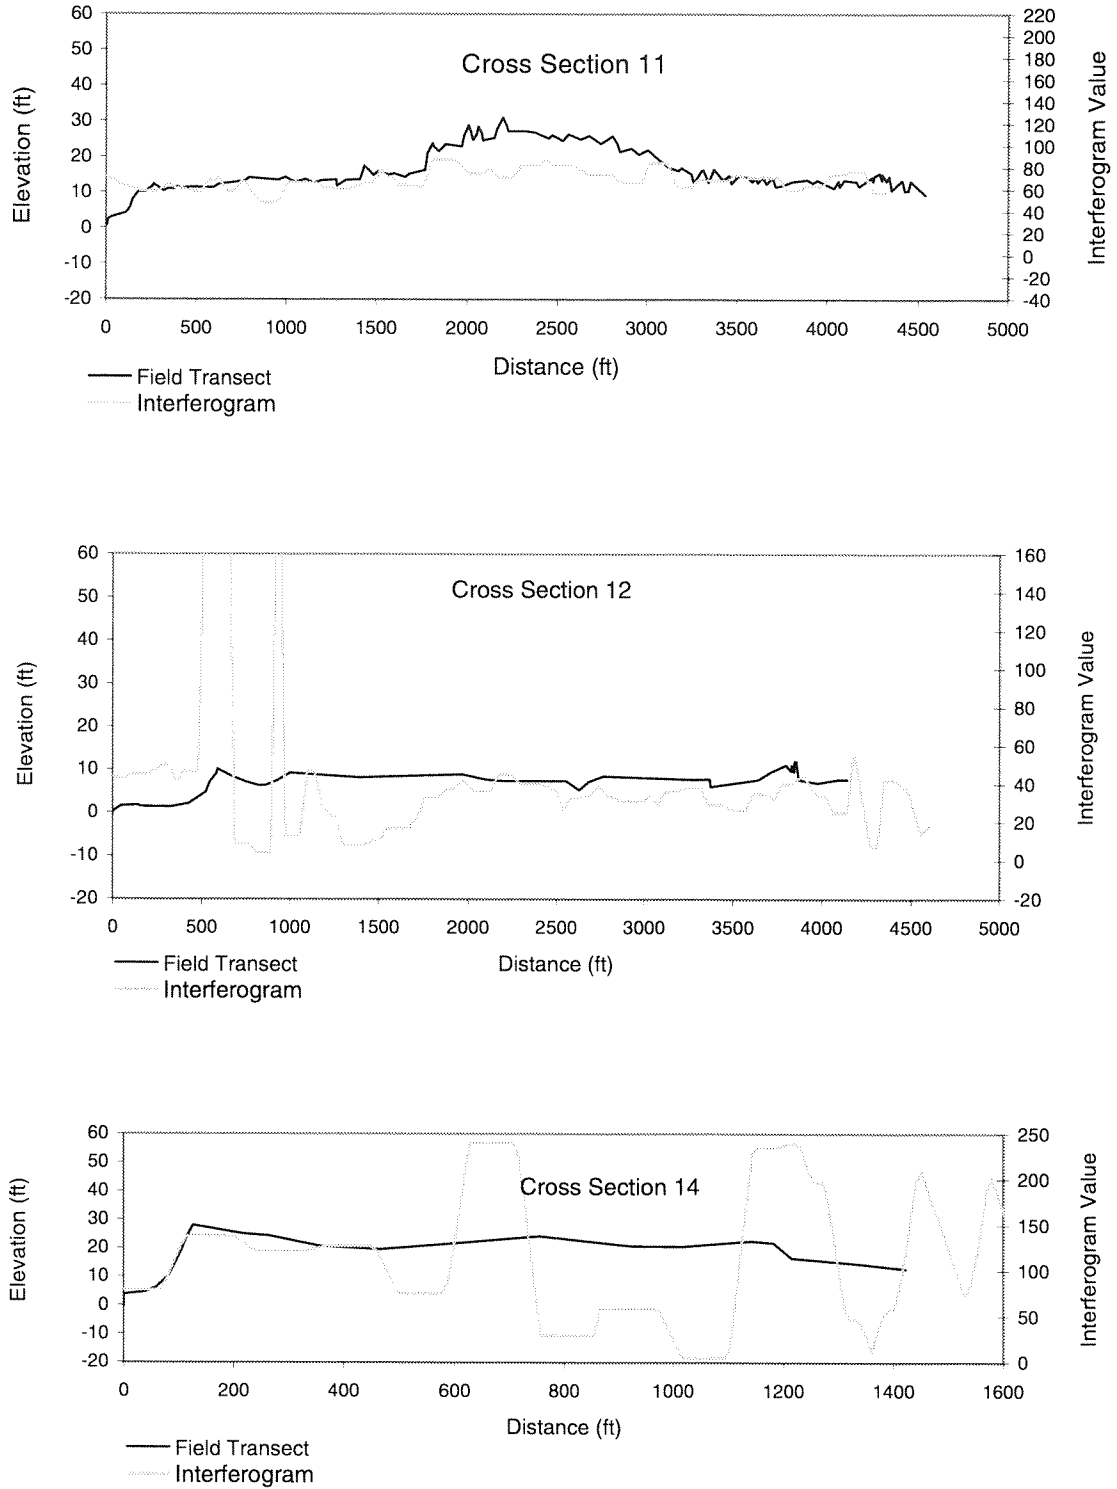 Cross Section 11
Elevation (ft)
60
50
40
30
20
10
0
-10
-20
220
200
180
160
140
120
100
80
60
40
20
0
-20
-40
Interferogram Value
0 500 1000 1500 2000 2500 3000 3500 4000 4500 5000
Distance (ft)
Field Transect
Interferogram
Cross Section 12
Elevation (ft)
60
50
40
30
20
10
0
-10
-20
160
140
120
100
80
60
40
20
0
-20
Interferogram Value
0 500 1000 1500 2000 2500 3000 3500 4000 4500 5000
Distance (ft)
Field Transect
Interferogram
Cross Section 14
Elevation (ft)
60
50
40
30
20
10
0
-10
-20
250
200
150
100
50
0
Interferogram Value
0 200 400 600 800 1000 1200 1400 1600
Distance (ft)
Field Transect
Interferogram